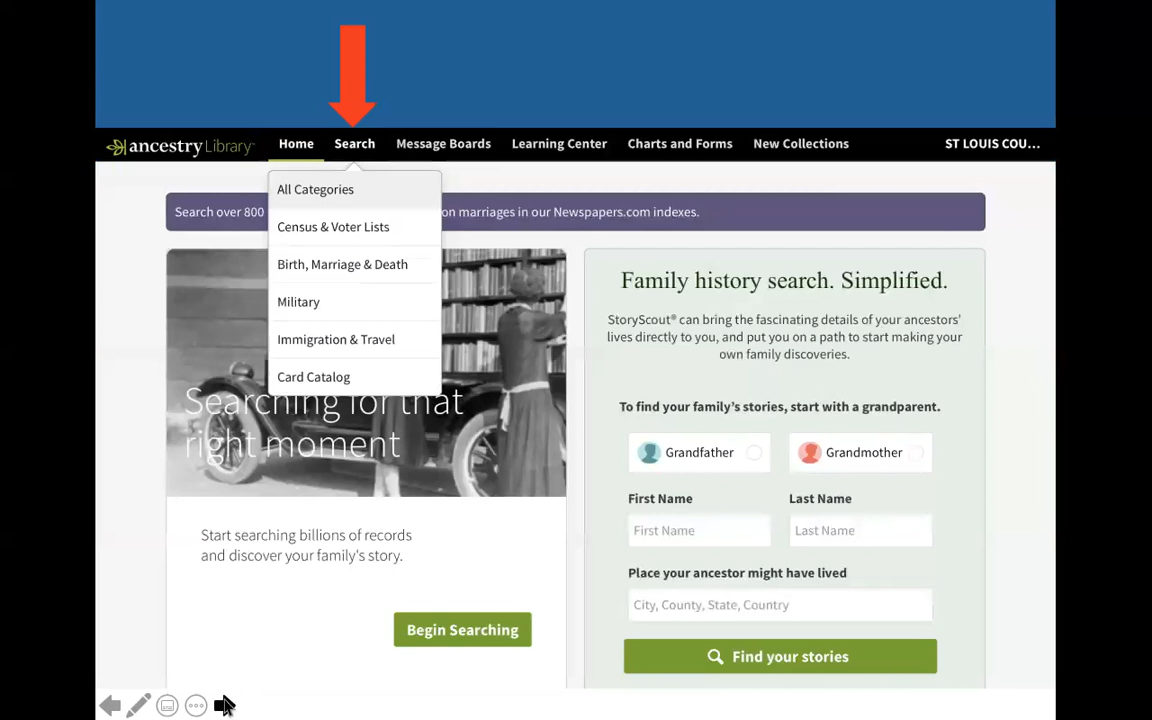 ancestry Library™ Home Search Message Boards Learning Center Charts and Forms New Collections ST LOUIS COU...
All Categories
Census & Voter Lists
Birth, Marriage & Death
Military
Immigration & Travel
Card Catalog
Search over 800
on marriages in our Newspapers.com indexes.
Searching for that
right moment
Start searching billions of records
and discover your family's story.
Begin Searching
Family history search. Simplified.
StoryScout® can bring the fascinating details of your ancestors'
lives directly to you, and put you on a path to start making your
own family discoveries.
To find your family's stories, start with a grandparent.
Grandfather Grandmother
First Name Last Name
First Name Last Name
Place your ancestor might have lived
City, County, State, Country
Find your stories